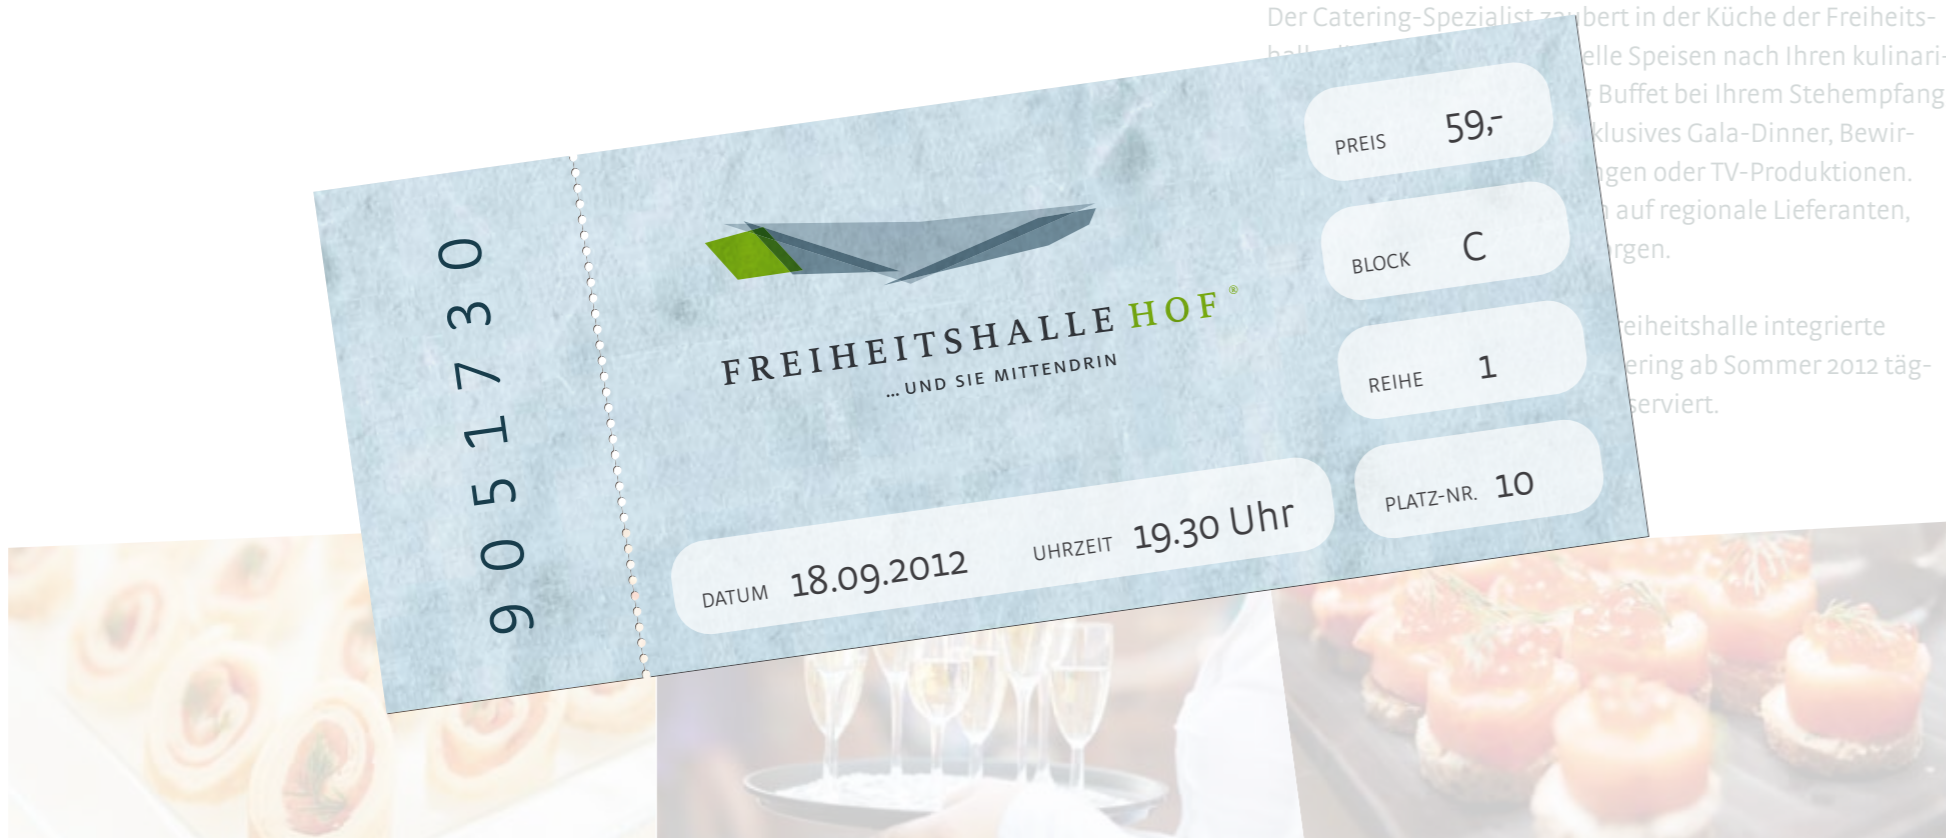 Der Catering-Spezialist zaubert in der Küche der Freiheits-
elle Speisen nach Ihren kulinari-
Buffet bei Ihrem Stehempfang
klusives Gala-Dinner, Bewir-
ngen oder TV-Produktionen.
auf regionale Lieferanten,
rgen.
reiheitshalle integrierte
ering ab Sommer 2012 täg-
serviert.
9051730
FREIHEITSHALLE HOF®
... UND SIE MITTENDRIN
PREIS 59,-
BLOCK C
REIHE 1
PLATZ-NR. 10
DATUM 18.09.2012 UHRZEIT 19.30 Uhr